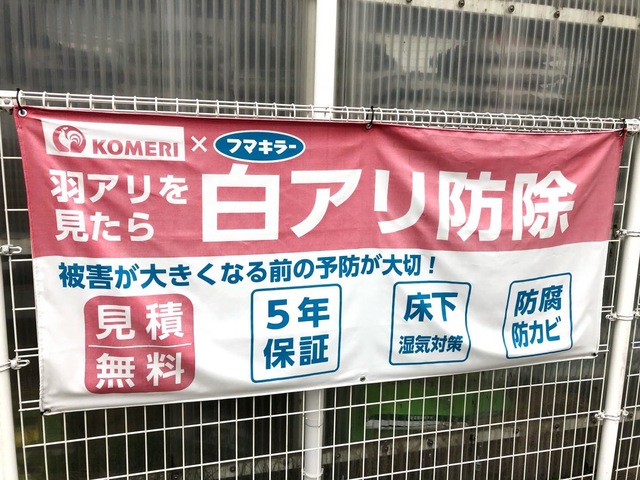 KOMERI × フマキラー
羽アリを
見たら
白アリ防除
被害が大きくなる前の予防が大切！
見積
無料
5年
保証
床下
湿気対策
防腐
防カビ